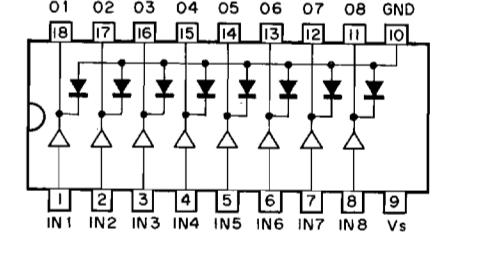 O1 O2 O3 O4 O5 O6 O7 O8 GND
18 17 16 15 14 13 12 11 10
1 2 3 4 5 6 7 8 9
IN1 IN2 IN3 IN4 IN5 IN6 IN7 IN8 Vs